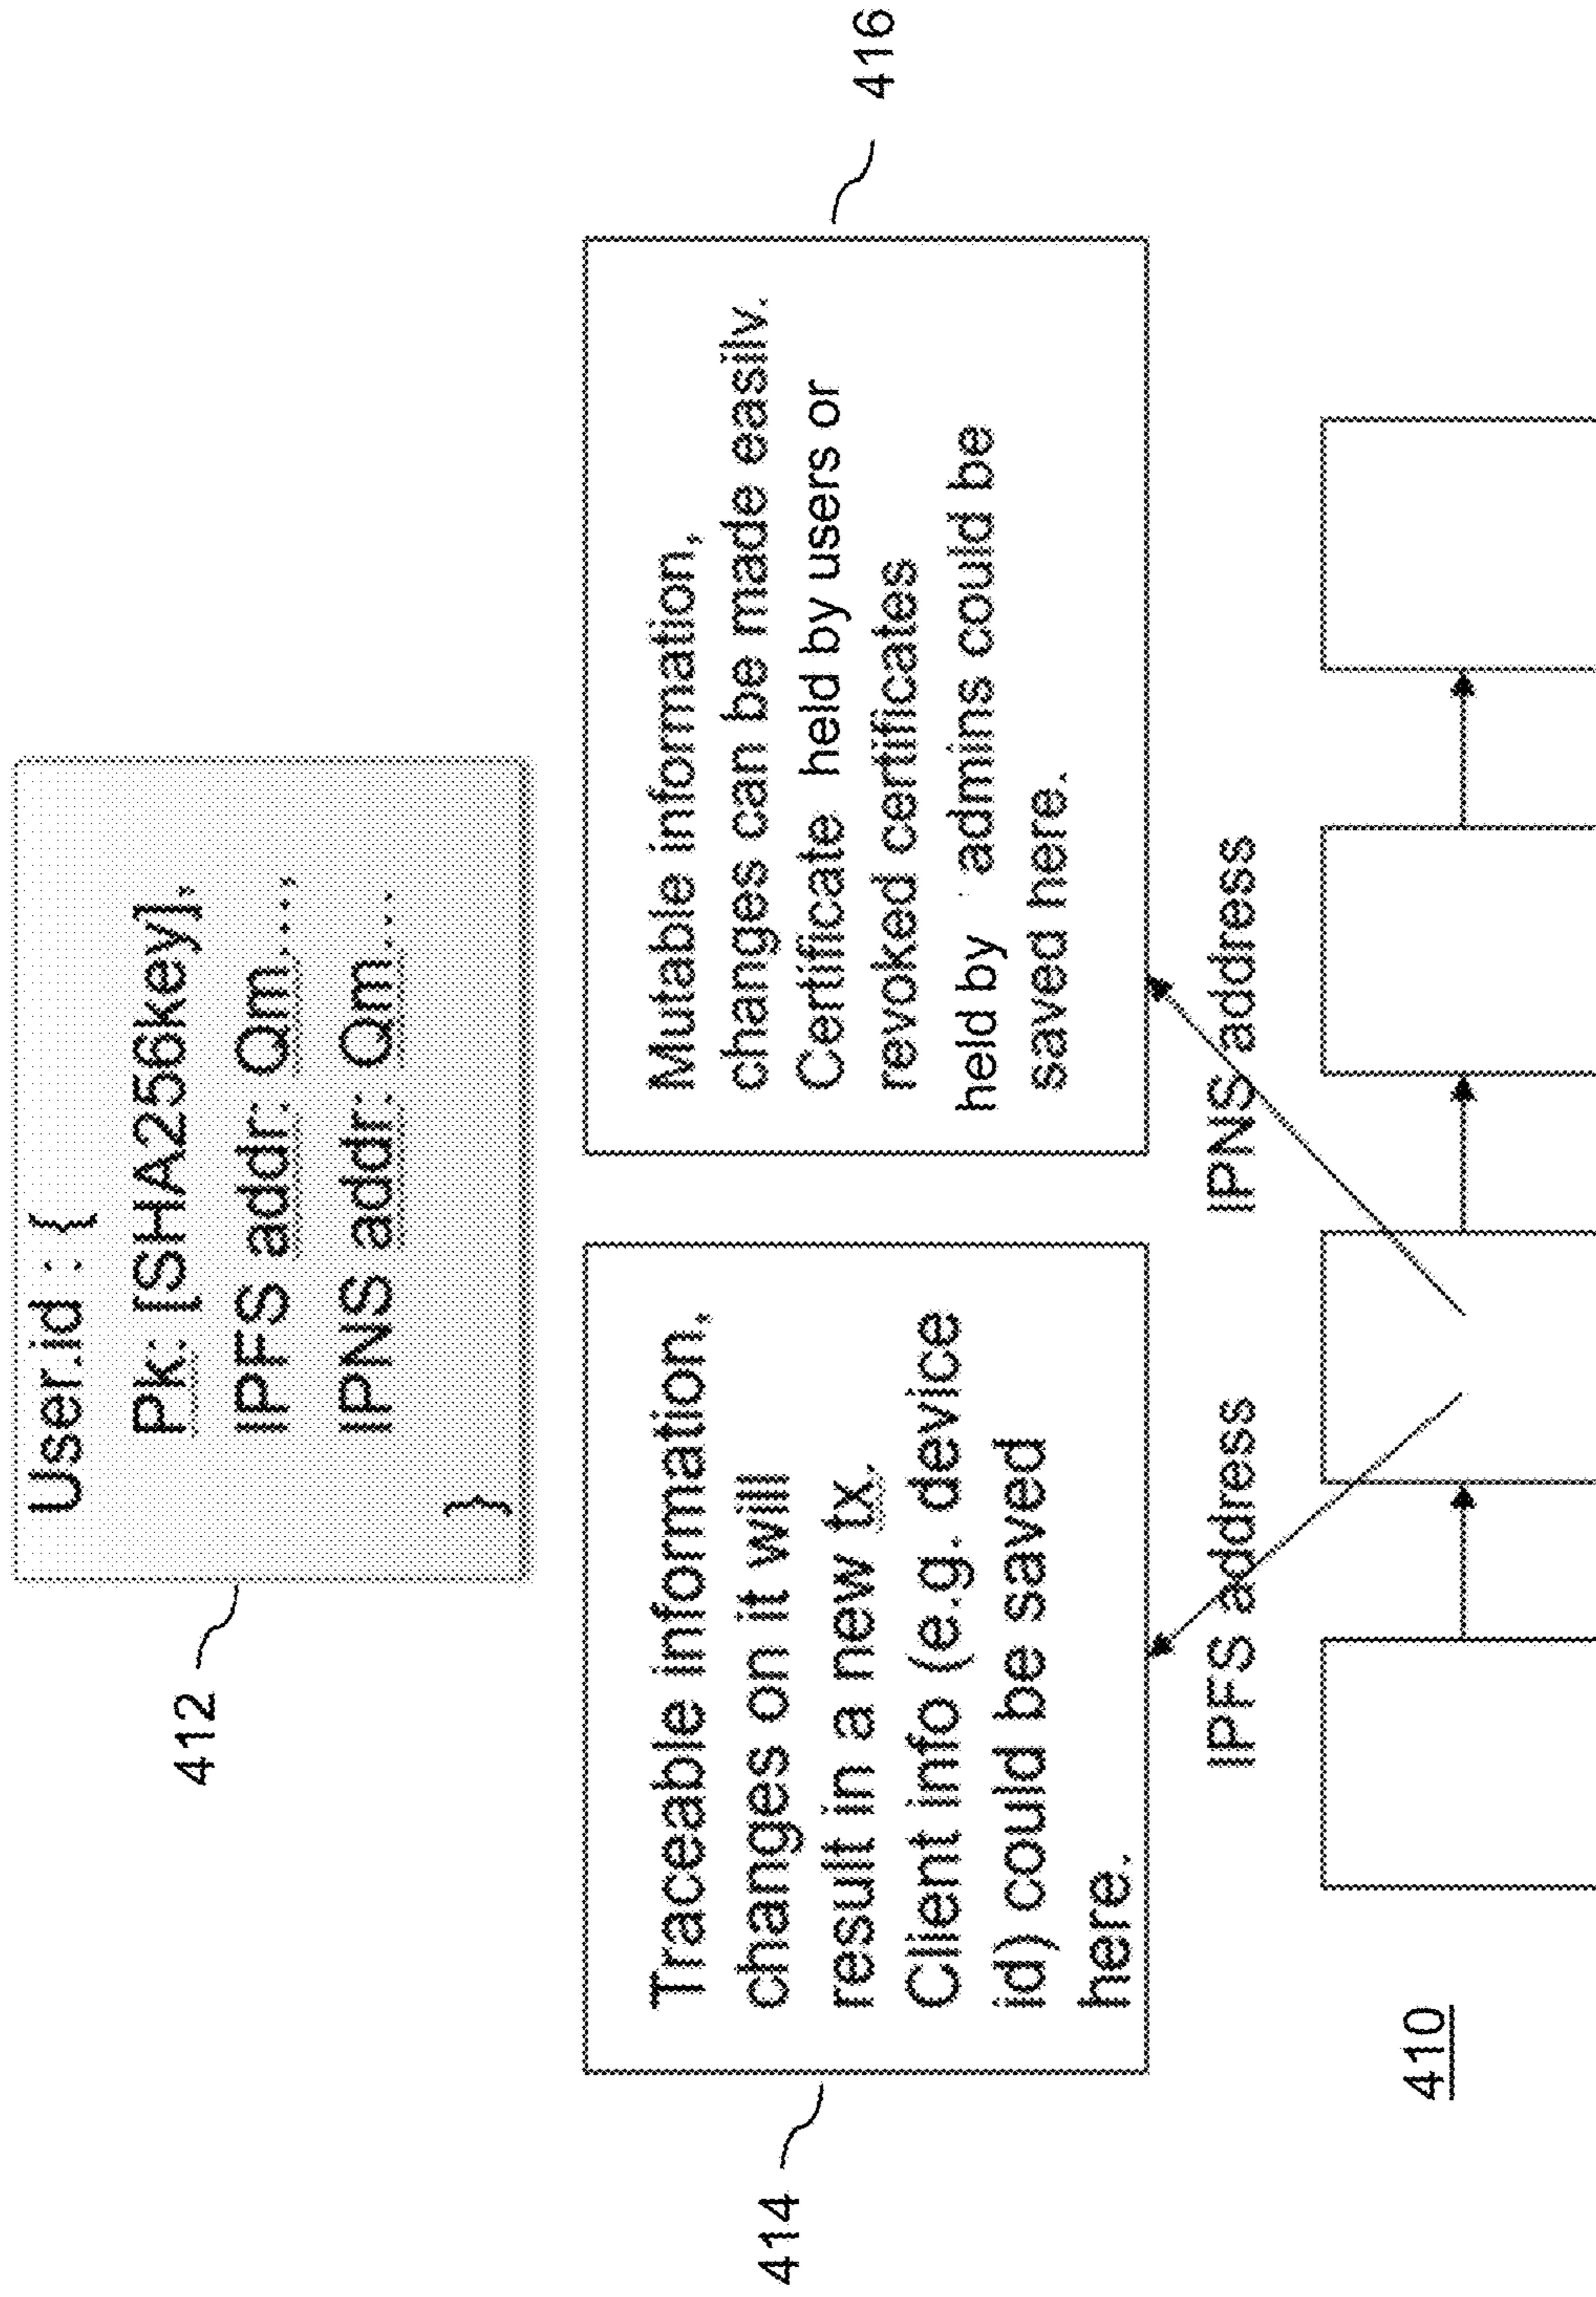 User.id : {
Pk: [SHA256key],
IPFS addr: Qm....,
IPNS addr: Qm...
}
412
Traceable information,
changes on it will
result in a new tx.
Client info (e.g. device
id) could be saved
here.
414
Mutable information,
changes can be made easily.
Certificate held by users or
revoked certificates
held by admins could be
saved here.
416
IPFS address
IPNS address
410